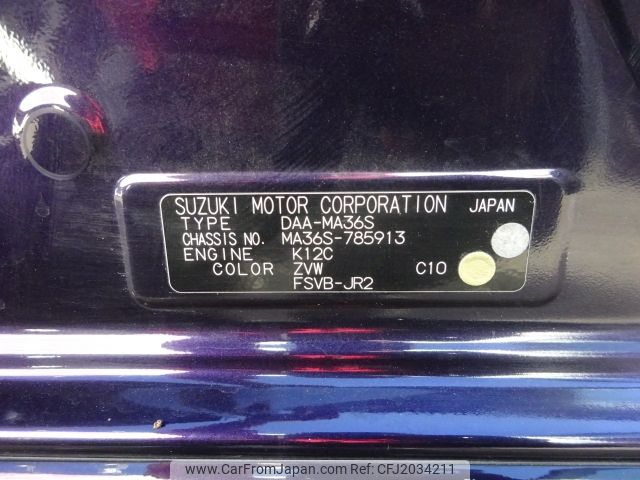 SUZUKI MOTOR CORPORATION JAPAN
TYPE DAA-MA36S
CHASSIS NO. MA36S-785913
ENGINE K12C
COLOR ZVW C10
FSVB-JR2
www.CarFromJapan.com CFJ2034211